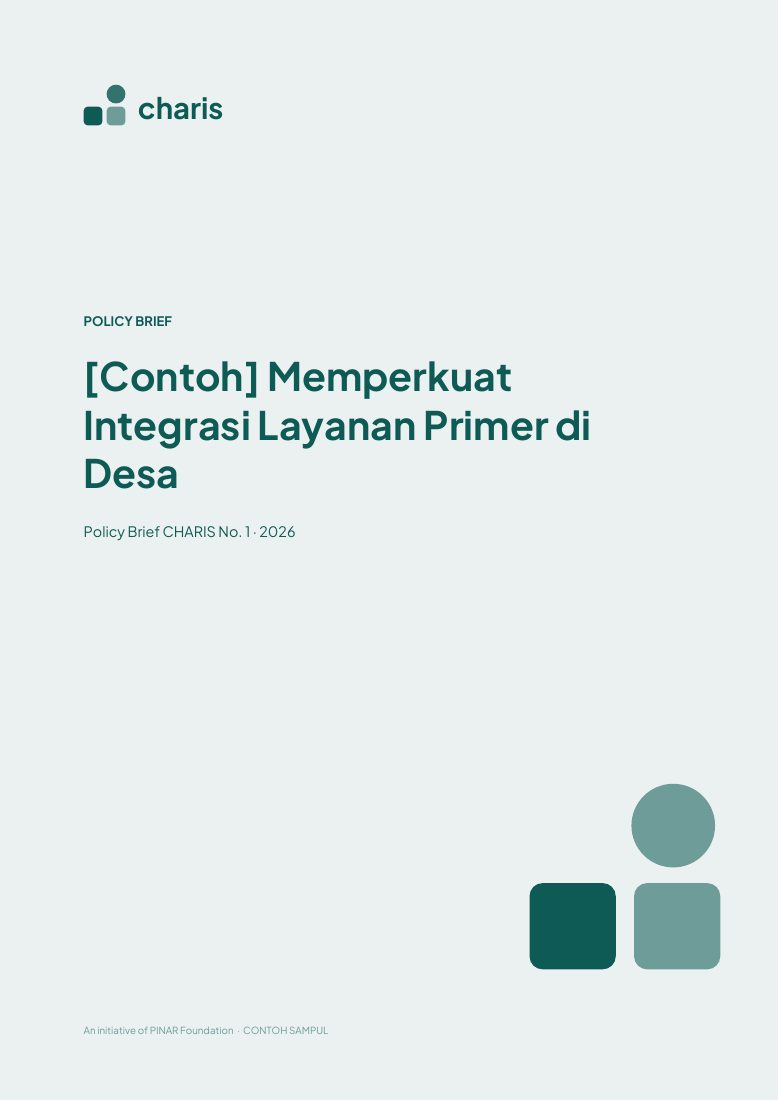 charis
POLICY BRIEF
[Contoh] Memperkuat
Integrasi Layanan Primer di
Desa
Policy Brief CHARIS No. 1 · 2026
An initiative of PINAR Foundation · CONTOH SAMPUL